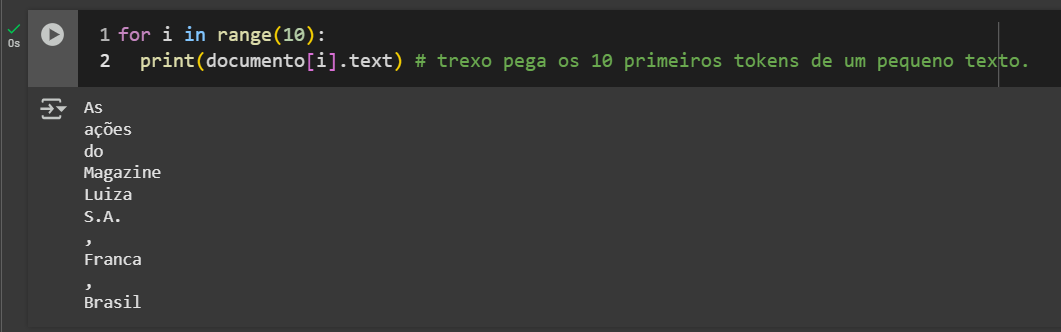 0s
1 for i in range(10):
2 print(documento[i].text) # trexo pega os 10 primeiros tokens de um pequeno texto.
As
ações
do
Magazine
Luiza
S.A.
,
Franca
,
Brasil